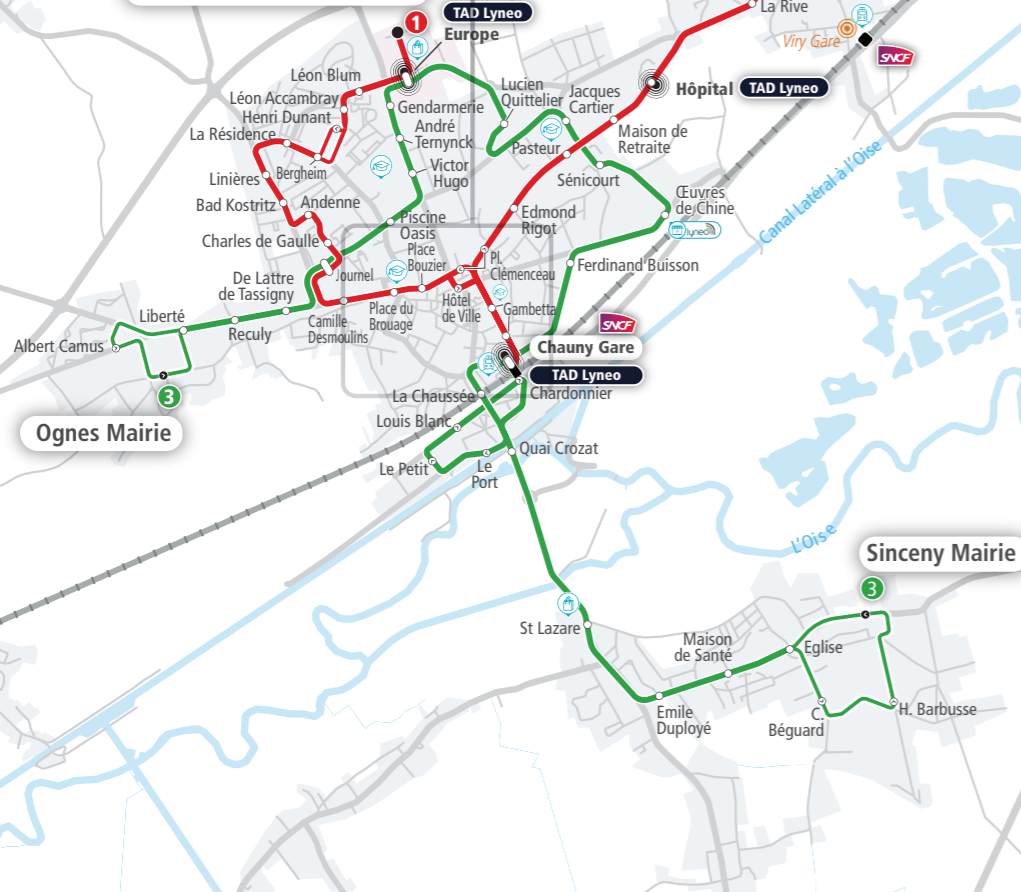 La Rive
1
TAD Lyneo
Europe
Viry Gare
SNCF
Léon Blum
Hôpital
TAD Lyneo
Léon Accambray
Henri Dunant
La Résidence
Gendarmerie
Lucien
Quittelier
Jacques
Cartier
André
Ternynck
Maison de
Retraite
Pasteur
Bergheim
Victor
Hugo
Linières
Sénicourt
Canal Latéral à l'Oise
Bad Kostritz
Andenne
Œuvres
de Chine
lyneo
Charles de Gaulle
Piscine
Oasis
Edmond
Rigot
Place
Bouzier
Pl.
Clémenceau
Ferdinand Buisson
De Lattre
de Tassigny
Journel
Hôtel
de Ville
Gambetta
Place du
Brouage
Camille
Desmoulins
Liberté
Reculy
Albert Camus
SNCF
Chauny Gare
TAD Lyneo
3
Ognes Mairie
La Chaussée
Chardonnier
Louis Blanc
Quai Crozat
Le Petit
Le
Port
L'Oise
Sinceny Mairie
3
St Lazare
Maison
de Santé
Eglise
Emile
Duployé
C.
Béguard
H. Barbusse